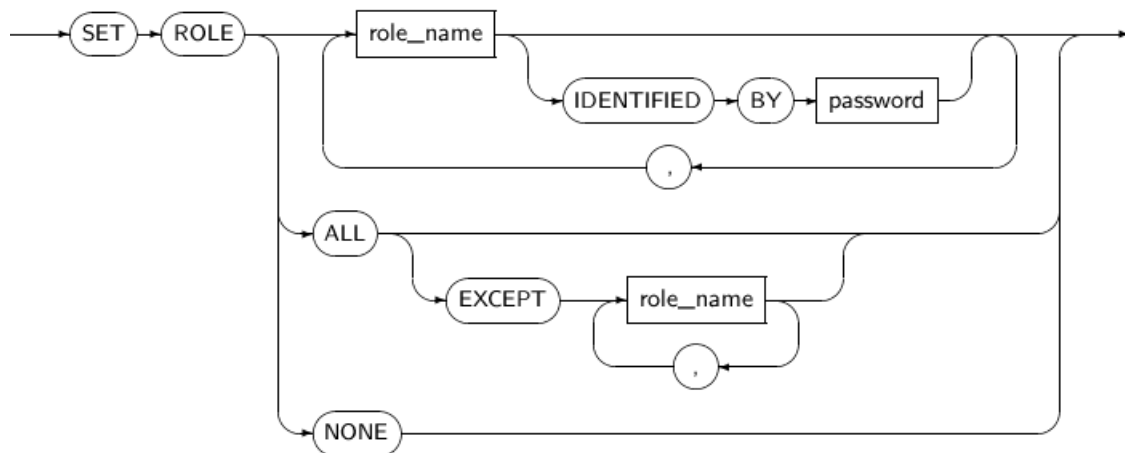 SET ROLE role_name
IDENTIFIED BY password
,
ALL
EXCEPT role_name
,
NONE